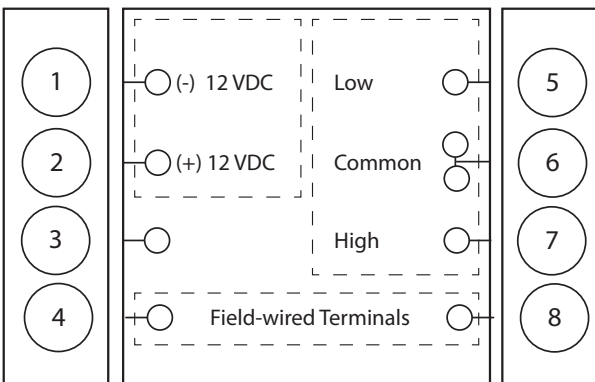 1 (-) 12 VDC Low 5
2 (+) 12 VDC Common 6
3 High 7
4 Field-wired Terminals 8